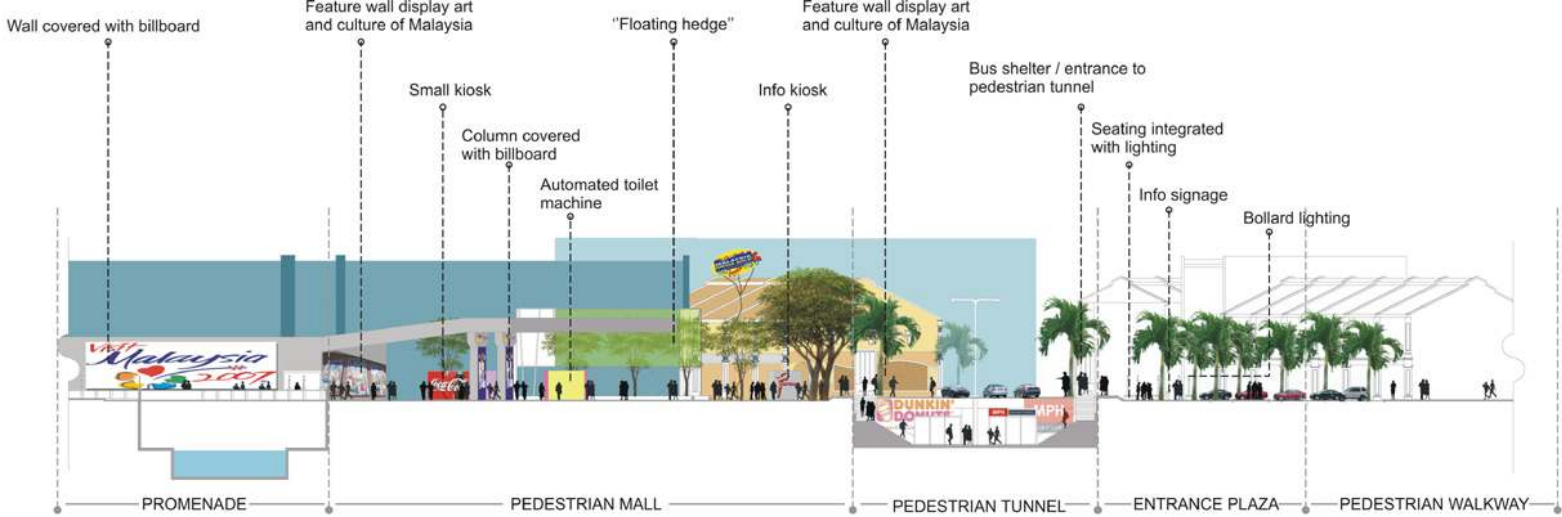 Feature wall display art
and culture of Malaysia
Wall covered with billboard
"Floating hedge"
Feature wall display art
and culture of Malaysia
Bus shelter / entrance to
pedestrian tunnel
Small kiosk
Info kiosk
Column covered
with billboard
Seating integrated
with lighting
Automated toilet
machine
Info signage
Bollard lighting
Visit
Malaysia
2007
Coca-Cola
DUNKIN'
DONUTS
MPH
MPH
PROMENADE
PEDESTRIAN MALL
PEDESTRIAN TUNNEL
ENTRANCE PLAZA
PEDESTRIAN WALKWAY